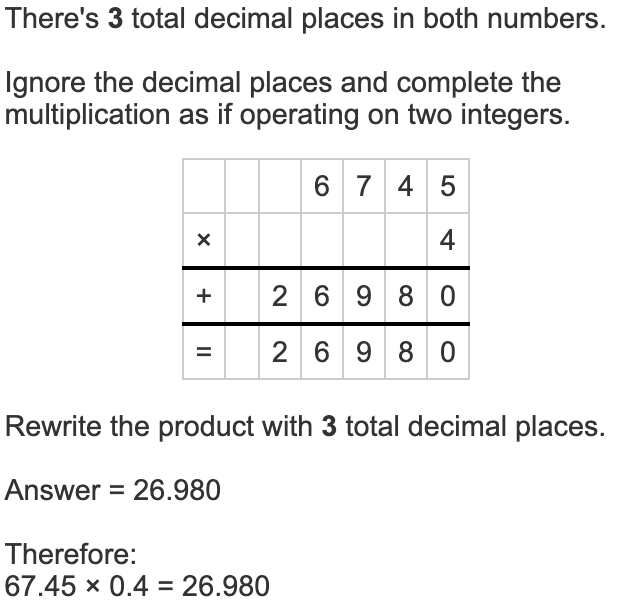 There's 3 total decimal places in both numbers.
Ignore the decimal places and complete the
multiplication as if operating on two integers.
6 7 4 5
× 4
+ 2 6 9 8 0
= 2 6 9 8 0
Rewrite the product with 3 total decimal places.
Answer = 26.980
Therefore:
67.45 × 0.4 = 26.980